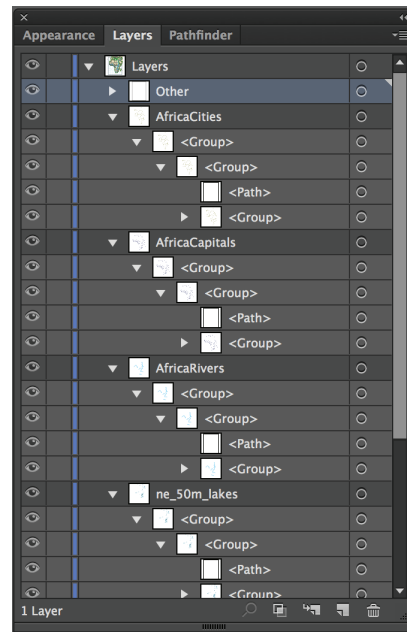 Appearance Layers Pathfinder
Layers
Other
AfricaCities
<Group>
<Group>
<Path>
<Group>
AfricaCapitals
<Group>
<Group>
<Path>
<Group>
AfricaRivers
<Group>
<Group>
<Path>
<Group>
ne_50m_lakes
<Group>
<Group>
<Path>
<Group>
1 Layer